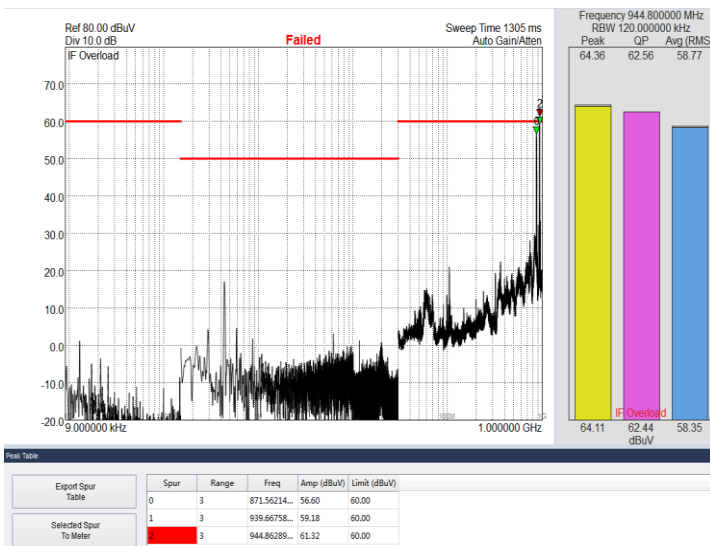 Ref 80.00 dBuV
Div 10.0 dB
Failed
Sweep Time 1305 ms
Auto Gain/Atten
IF Overload
70.0
60.0
50.0
40.0
30.0
20.0
10.0
0.0
-10.0
-20.0
2
9.000000 kHz
100M
1G
1.000000 GHz
Frequency 944.800000 MHz
RBW 120.000000 kHz
Peak QP Avg (RMS
64.36 62.56 58.77
IF Overload
64.11 62.44 58.35
dBuV
Peak Table
Export Spur
Table
Selected Spur
To Meter
Spur Range Freq Amp (dBuV) Limit (dBuV)
0 3 871.56214... 56.60 60.00
1 3 939.66758... 59.18 60.00
2 3 944.86289... 61.32 60.00